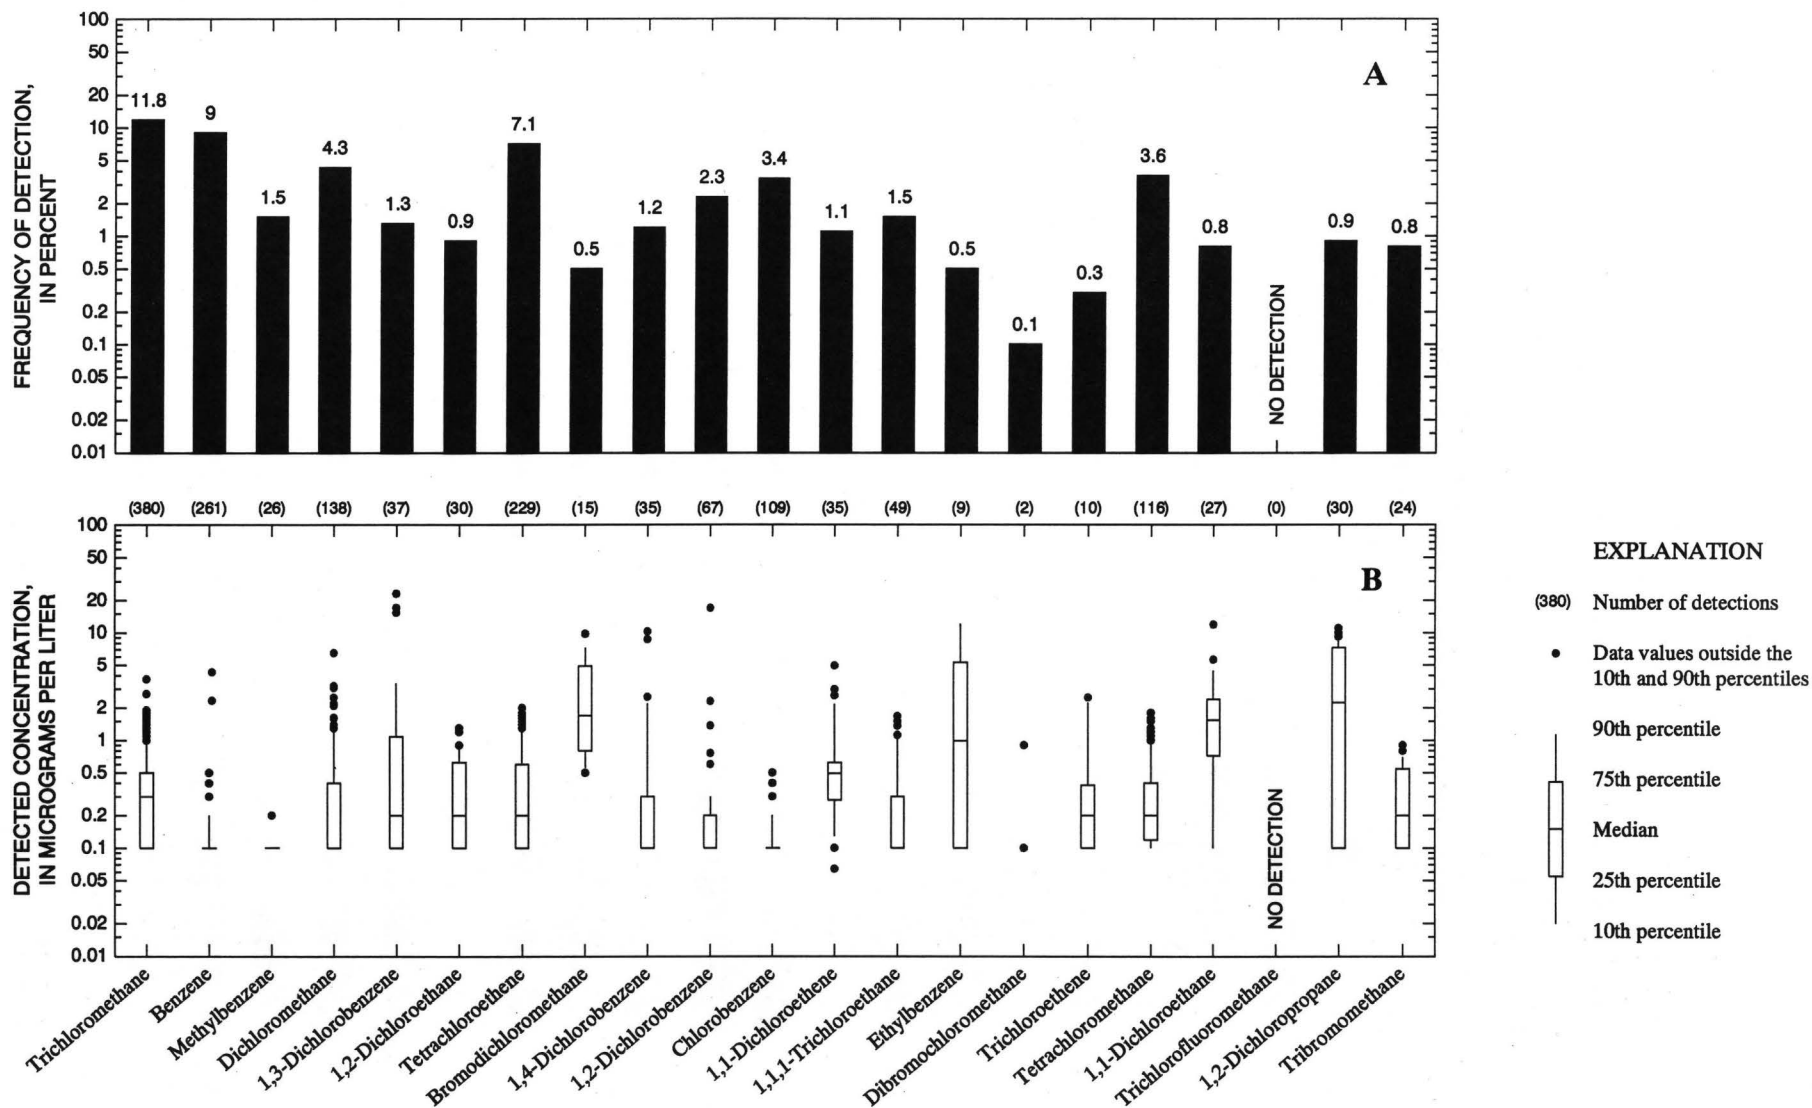 A
FREQUENCY OF DETECTION,
IN PERCENT
100
50
20
10
5
2
1
0.5
0.2
0.1
0.05
0.02
0.01
11.8
9
1.5
4.3
1.3
0.9
7.1
0.5
1.2
2.3
3.4
1.1
1.5
0.5
0.1
0.3
3.6
0.8
NO DETECTION
0.9
0.8
(380) (261) (26) (138) (37) (30) (229) (15) (35) (67) (109) (35) (49) (9) (2) (10) (116) (27) (0) (30) (24)
B
DETECTED CONCENTRATION,
IN MICROGRAMS PER LITER
100
50
20
10
5
2
1
0.5
0.2
0.1
0.05
0.02
0.01
NO DETECTION
Trichloromethane
Benzene
Methylbenzene
Dichloromethane
1,3-Dichlorobenzene
1,2-Dichloroethane
Tetrachloroethene
Bromodichloromethane
1,4-Dichlorobenzene
1,2-Dichlorobenzene
Chlorobenzene
1,1-Dichloroethene
1,1,1-Trichloroethane
Ethylbenzene
Dibromochloromethane
Trichloroethene
Tetrachloromethane
1,1-Dichloroethane
Trichlorofluoromethane
1,2-Dichloropropane
Tribromomethane
EXPLANATION
(380) Number of detections
Data values outside the
10th and 90th percentiles
90th percentile
75th percentile
Median
25th percentile
10th percentile